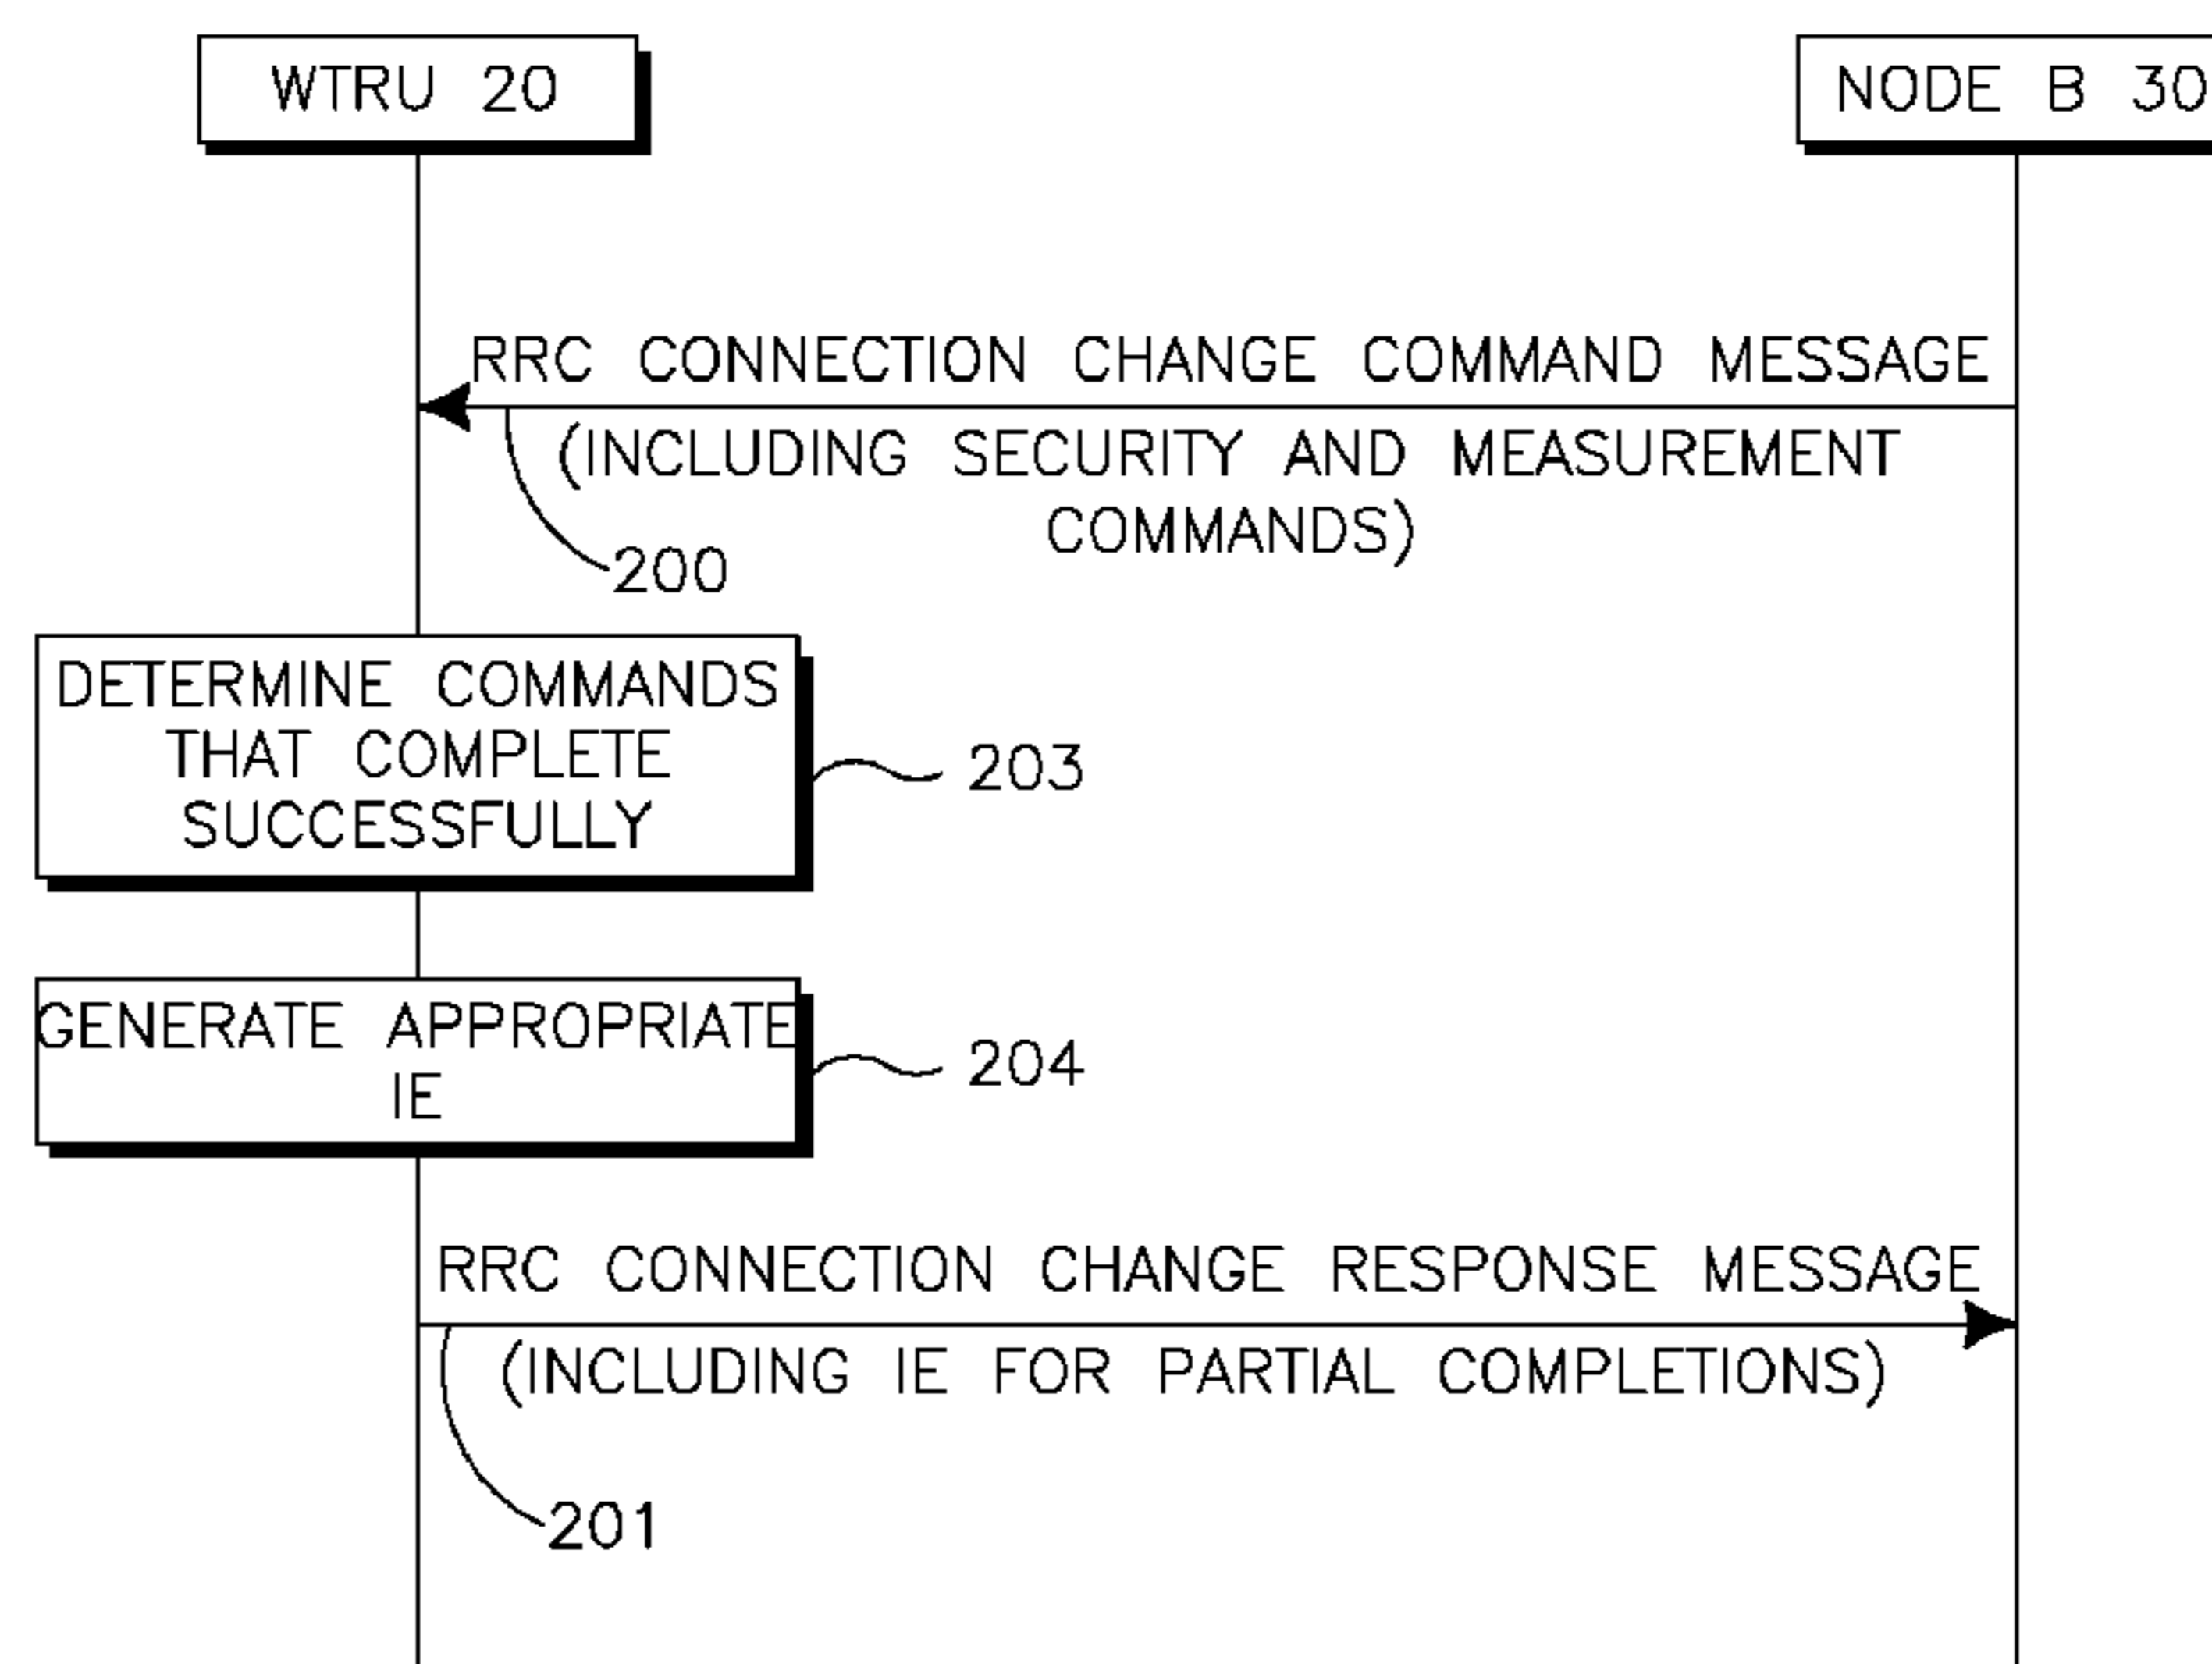 WTRU 20
NODE B 30
RRC CONNECTION CHANGE COMMAND MESSAGE
(INCLUDING SECURITY AND MEASUREMENT
COMMANDS)
200
DETERMINE COMMANDS
THAT COMPLETE
SUCCESSFULLY
203
GENERATE APPROPRIATE
IE
204
RRC CONNECTION CHANGE RESPONSE MESSAGE
(INCLUDING IE FOR PARTIAL COMPLETIONS)
201